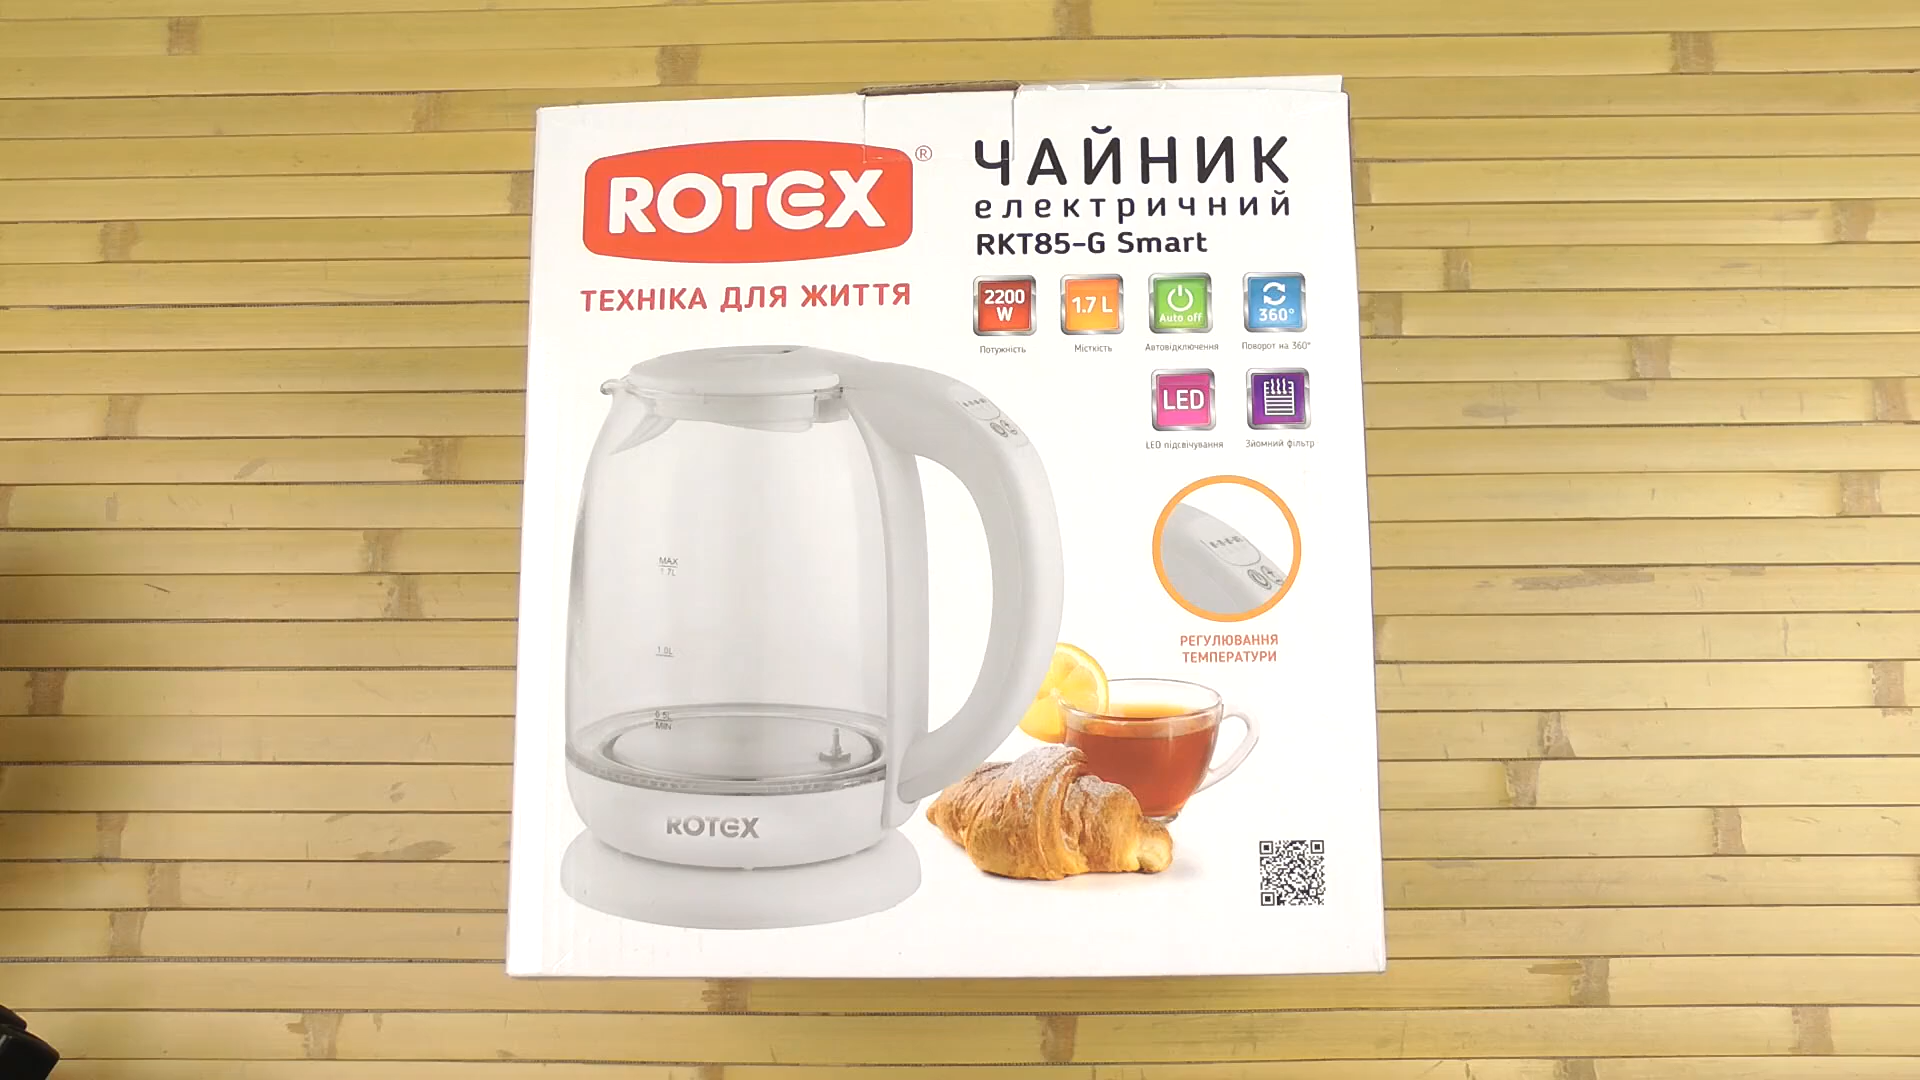 ROTEX
®
ТЕХНІКА ДЛЯ ЖИТТЯ
ЧАЙНИК
електричний
RKT85-G Smart
2200
W
Потужність
1.7 L
Місткість
Auto off
Автовідключення
360°
Поворот на 360°
LED
LED підсвічування
Зйомний фільтр
РЕГУЛЮВАННЯ
ТЕМПЕРАТУРИ
MAX
1.7L
1.0L
0.5L
MIN
ROTEX